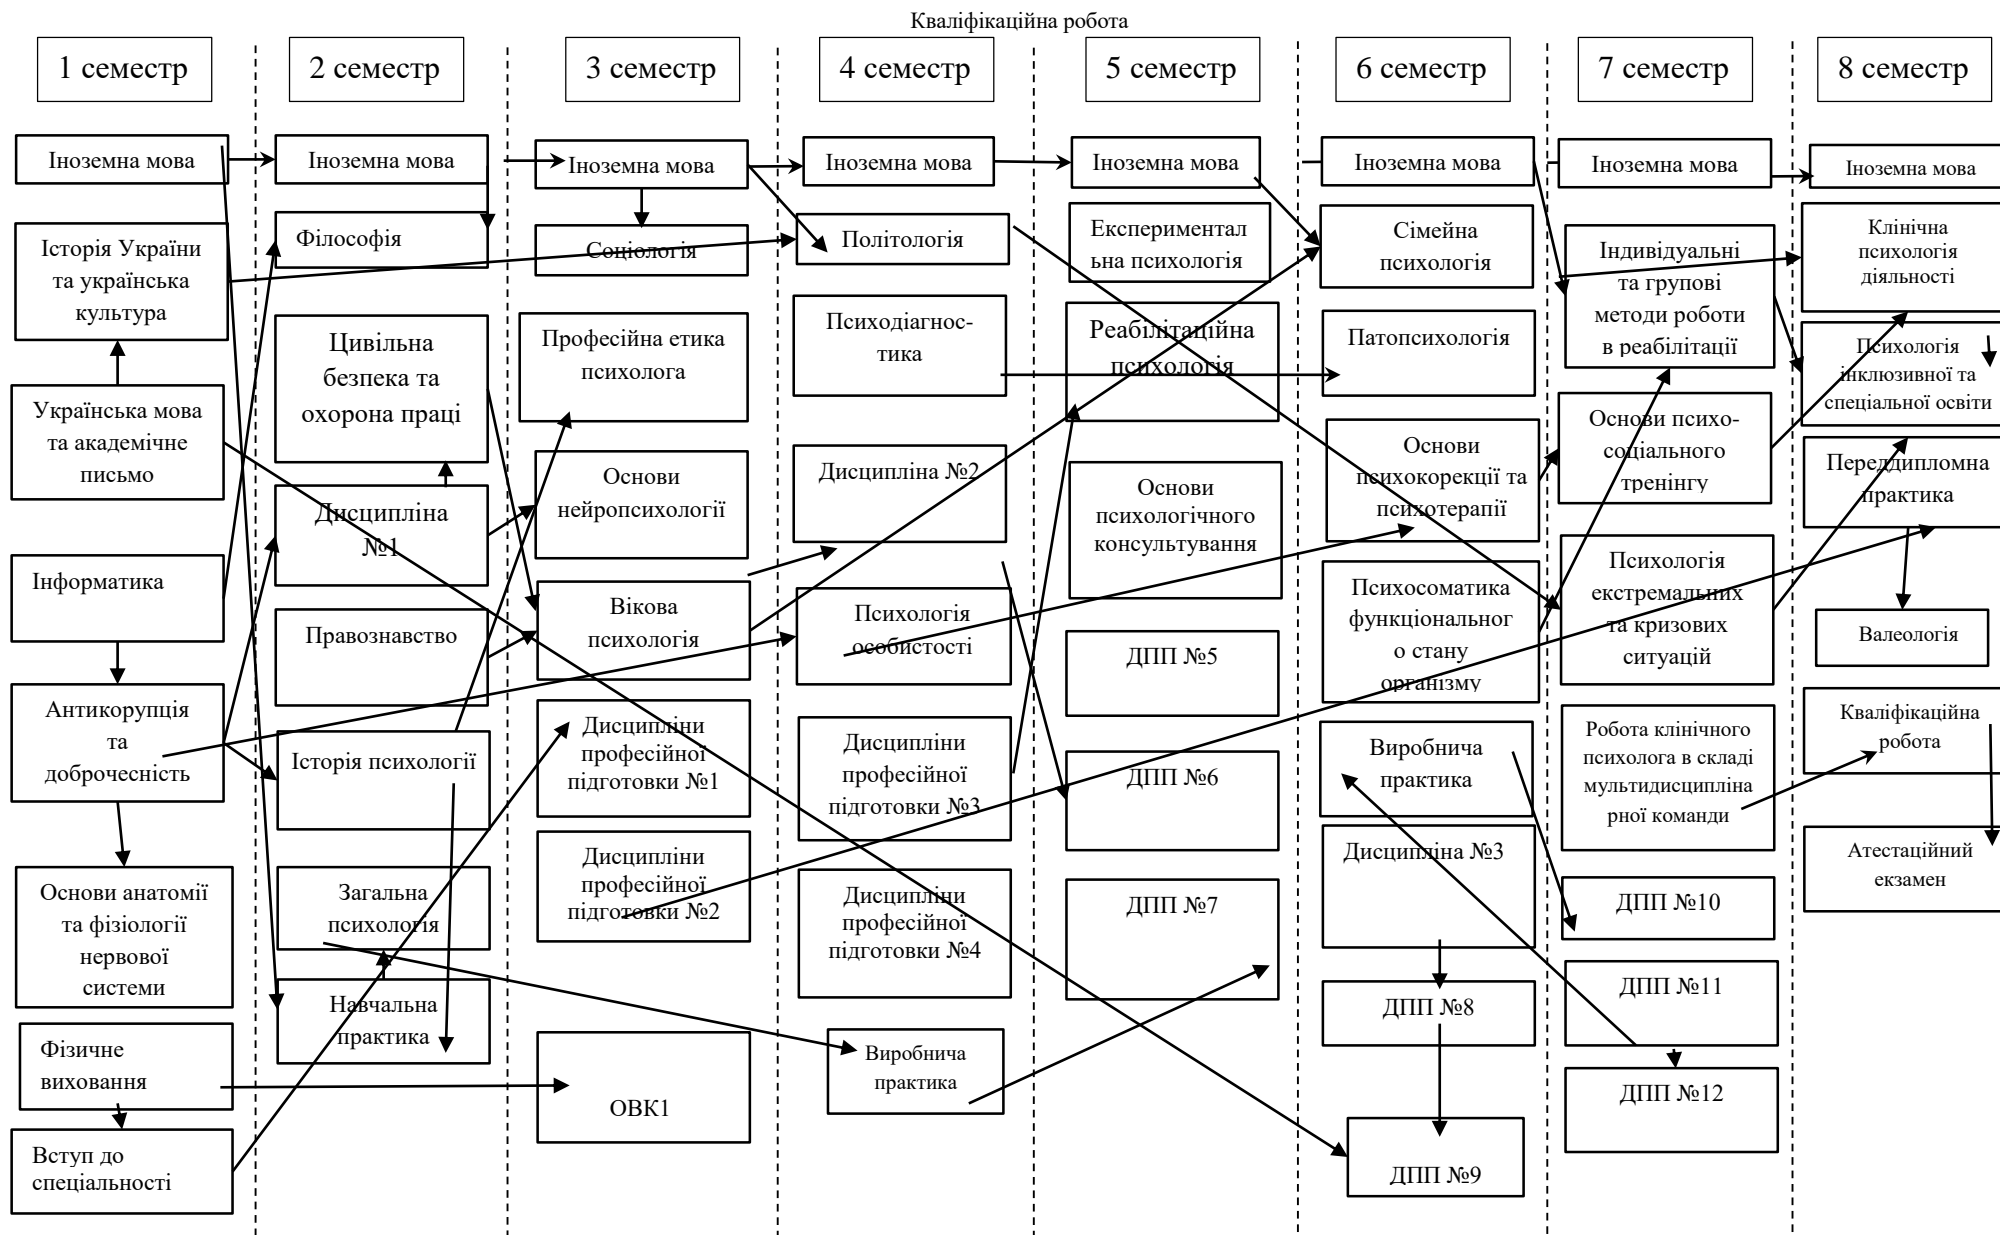 Кваліфікаційна робота
1 семестр
2 семестр
3 семестр
4 семестр
5 семестр
6 семестр
7 семестр
8 семестр
Іноземна мова
Історія України
та українська
культура
Українська мова
та академічне
письмо
Інформатика
Антикорупція
та
доброчесність
Основи анатомії
та фізіології
нервової
системи
Фізичне
виховання
Вступ до
спеціальності
Іноземна мова
Філософія
Цивільна
безпека та
охорона праці
Дисципліна
№1
Правознавство
Історія психології
Загальна
психологія
Навчальна
практика
Іноземна мова
Соціологія
Професійна етика
психолога
Основи
нейропсихології
Вікова
психологія
Дисципліни
професійної
підготовки №1
Дисципліни
професійної
підготовки №2
ОВК1
Іноземна мова
Політологія
Психодіагнос-
тика
Дисципліна №2
Психологія
особистості
Дисципліни
професійної
підготовки №3
Дисципліни
професійної
підготовки №4
Виробнича
практика
Іноземна мова
Експериментал
ьна психологія
Реабілітаційна
психологія
Основи
психологічного
консультування
ДПП №5
ДПП №6
ДПП №7
Іноземна мова
Сімейна
психологія
Патопсихологія
Основи
психокорекції та
психотерапії
Психосоматика
функціональног
о стану
організму
Виробнича
практика
Дисципліна №3
ДПП №8
ДПП №9
Іноземна мова
Індивідуальні
та групові
методи роботи
в реабілітації
Основи психо-
соціального
тренінгу
Психологія
екстремальних
та кризових
ситуацій
Робота клінічного
психолога в складі
мультидисципліна
рної команди
ДПП №10
ДПП №11
ДПП №12
Іноземна мова
Клінічна
психологія
діяльності
Психологія
інклюзивної та
спеціальної освіти
Переддипломна
практика
Валеологія
Кваліфікаційна
робота
Атестаційний
екзамен